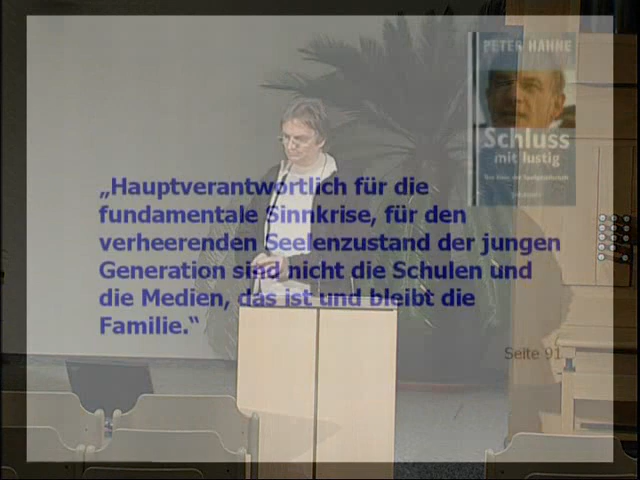 PETER HAHNE
Schluss
mit lustig
„Hauptverantwortlich für die
fundamentale Sinnkrise, für den
verheerenden Seelenzustand der jungen
Generation sind nicht die Schulen und
die Medien, das ist und bleibt die
Familie.“
Seite 91